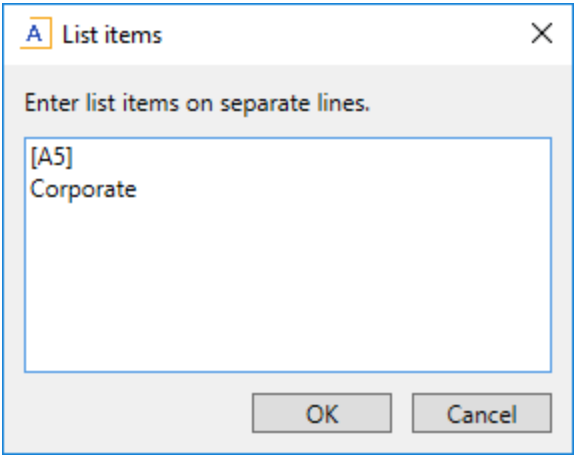 A List items
Enter list items on separate lines.
[A5]
Corporate
OK Cancel